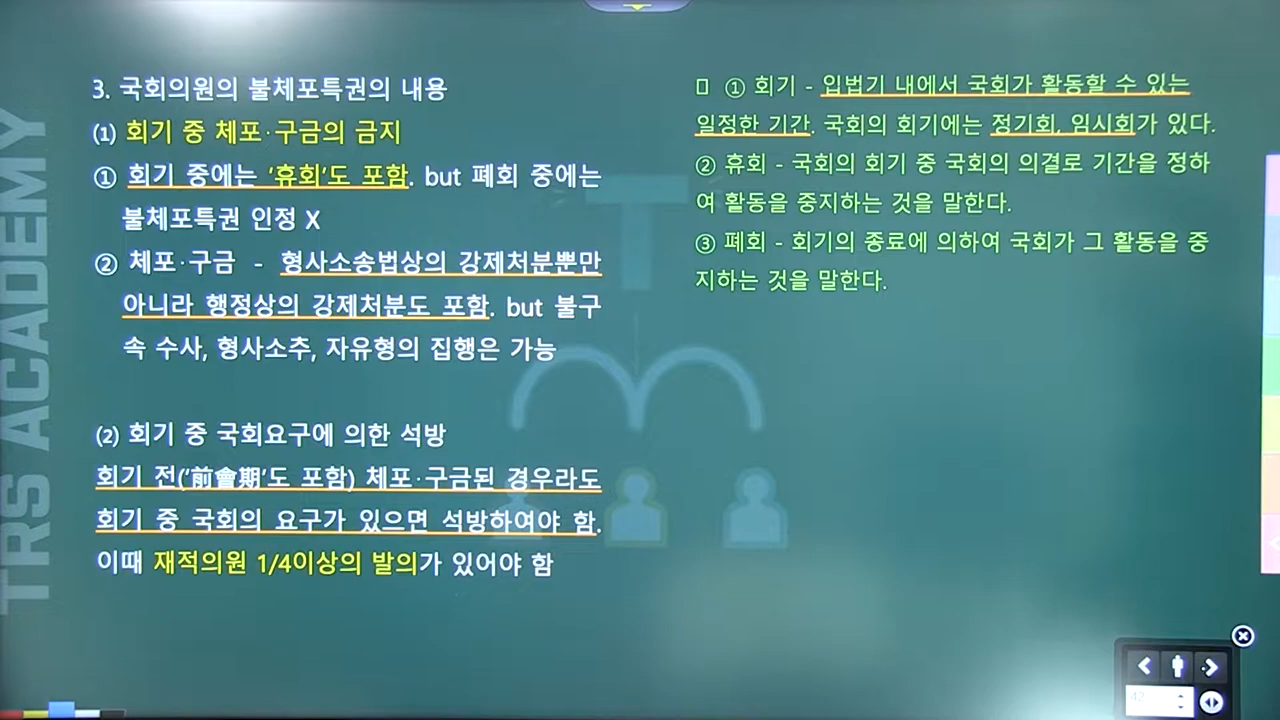 3. 국회의원의 불체포특권의 내용
⑴ 회기 중 체포·구금의 금지
① 회기 중에는 ‘휴회’도 포함. but 폐회 중에는
불체포특권 인정 X
② 체포·구금 - 형사소송법상의 강제처분뿐만
아니라 행정상의 강제처분도 포함. but 불구
속 수사, 형사소추, 자유형의 집행은 가능
⑵ 회기 중 국회요구에 의한 석방
회기 전(‘前會期’도 포함) 체포·구금된 경우라도
회기 중 국회의 요구가 있으면 석방하여야 함.
이때 재적의원 1/4이상의 발의가 있어야 함
① 회기 - 입법기 내에서 국회가 활동할 수 있는
일정한 기간. 국회의 회기에는 정기회, 임시회가 있다.
② 휴회 - 국회의 회기 중 국회의 의결로 기간을 정하
여 활동을 중지하는 것을 말한다.
③ 폐회 - 회기의 종료에 의하여 국회가 그 활동을 중
지하는 것을 말한다.
TRS ACADEMY
42